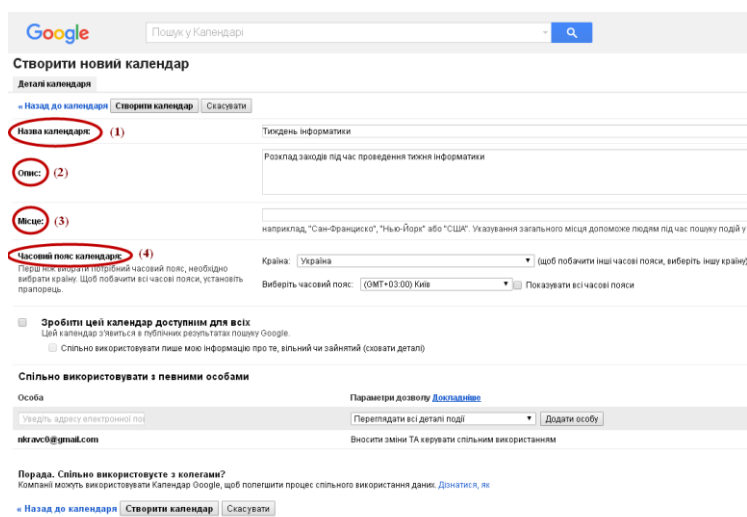 Google Пошук у Календарі
Створити новий календар
Деталі календаря
« Назад до календаря Створити календар Скасувати
Назва календаря: (1) Тиждень інформатики
Опис: (2) Розклад заходів під час проведення тижня інформатики
Місце: (3)
наприклад, "Сан-Франциско", "Нью-Йорк" або "США". Указування загального місця допоможе людям під час пошуку подій у
Часовий пояс календаря: (4)
Перш ніж вибрати потрібний часовий пояс, необхідно
вибрати країну. Щоб побачити всі часові пояси, установіть
прапорець.
Країна: Україна (щоб побачити інші часові пояси, виберіть іншу країну)
Виберіть часовий пояс: (GMT+03:00) Київ Показувати всі часові пояси
Зробити цей календар доступним для всіх
Цей календар з'явиться в публічних результатах пошуку Google.
Спільно використовувати лише мою інформацію про те, вільний чи зайнятий (сховати деталі)
Спільно використовувати з певними особами
Особа Параметри дозволу Докладніше
Уведіть адресу електронної по Переглядати всі деталі події Додати особу
nkravc0@gmail.com Вносити зміни ТА керувати спільним використанням
Порада. Спільно використовуєте з колегами?
Компанії можуть використовувати Календар Google, щоб полегшити процес спільного використання даних. Дізнатися, як
« Назад до календаря Створити календар Скасувати